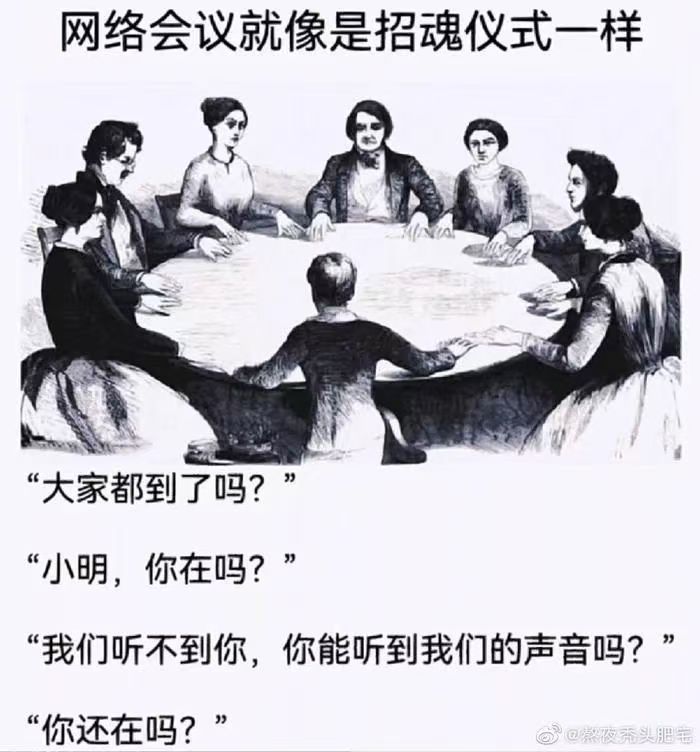 网络会议就像是招魂仪式一样
“大家都到了吗？”
“小明，你在吗？”
“我们听不到你，你能听到我们的声音吗？”
“你还在吗？”
@熬夜秃头肥宅